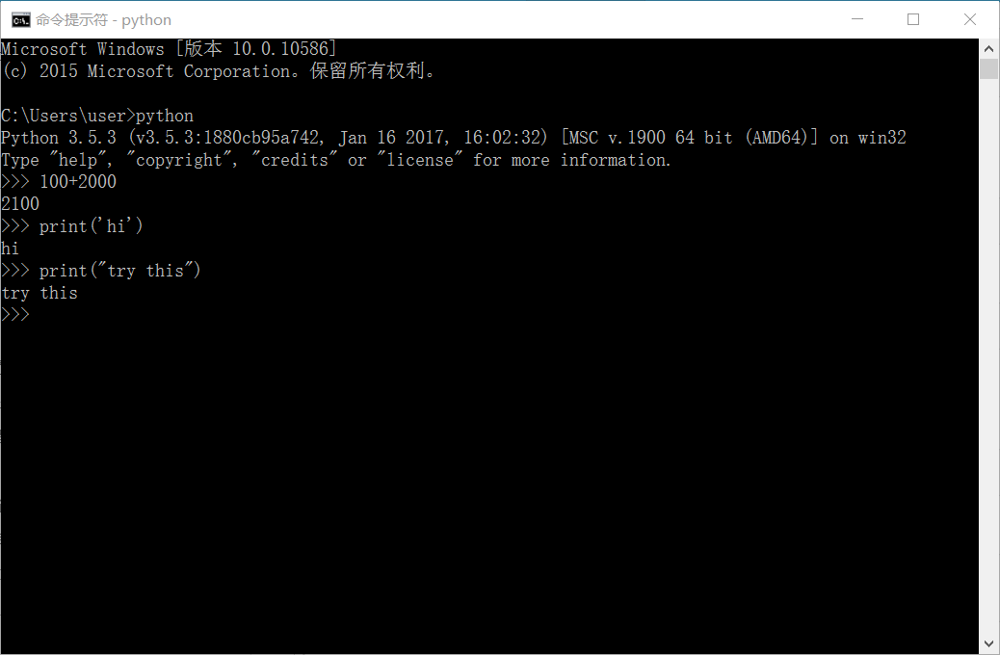 命令提示符 - python
Microsoft Windows [版本 10.0.10586]
(c) 2015 Microsoft Corporation。保留所有权利。
C:\Users\user>python
Python 3.5.3 (v3.5.3:1880cb95a742, Jan 16 2017, 16:02:32) [MSC v.1900 64 bit (AMD64)] on win32
Type "help", "copyright", "credits" or "license" for more information.
>>> 100+2000
2100
>>> print('hi')
hi
>>> print("try this")
try this
>>>